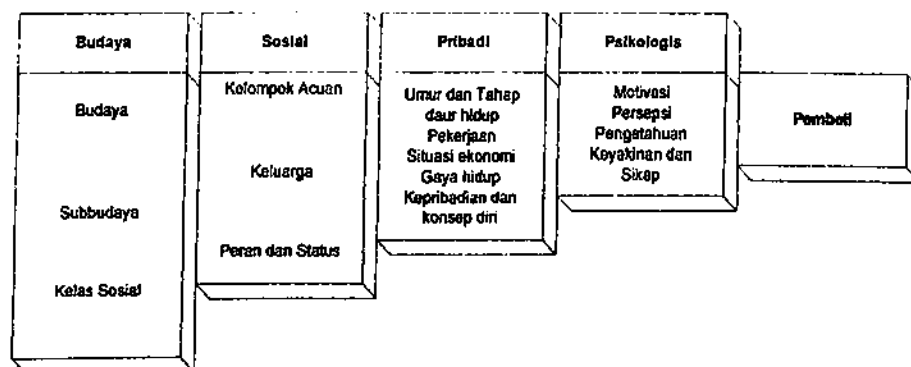 Budaya
Budaya
Subbudaya
Kelas Sosial
Sosial
Kelompok Acuan
Keluarga
Peran dan Status
Pribadi
Umur dan Tahap
daur hidup
Pekerjaan
Situasi ekonomi
Gaya hidup
Kepribadian dan
konsep diri
Psikologis
Motivasi
Persepsi
Pengetahuan
Keyakinan dan
Sikap
Pembeli